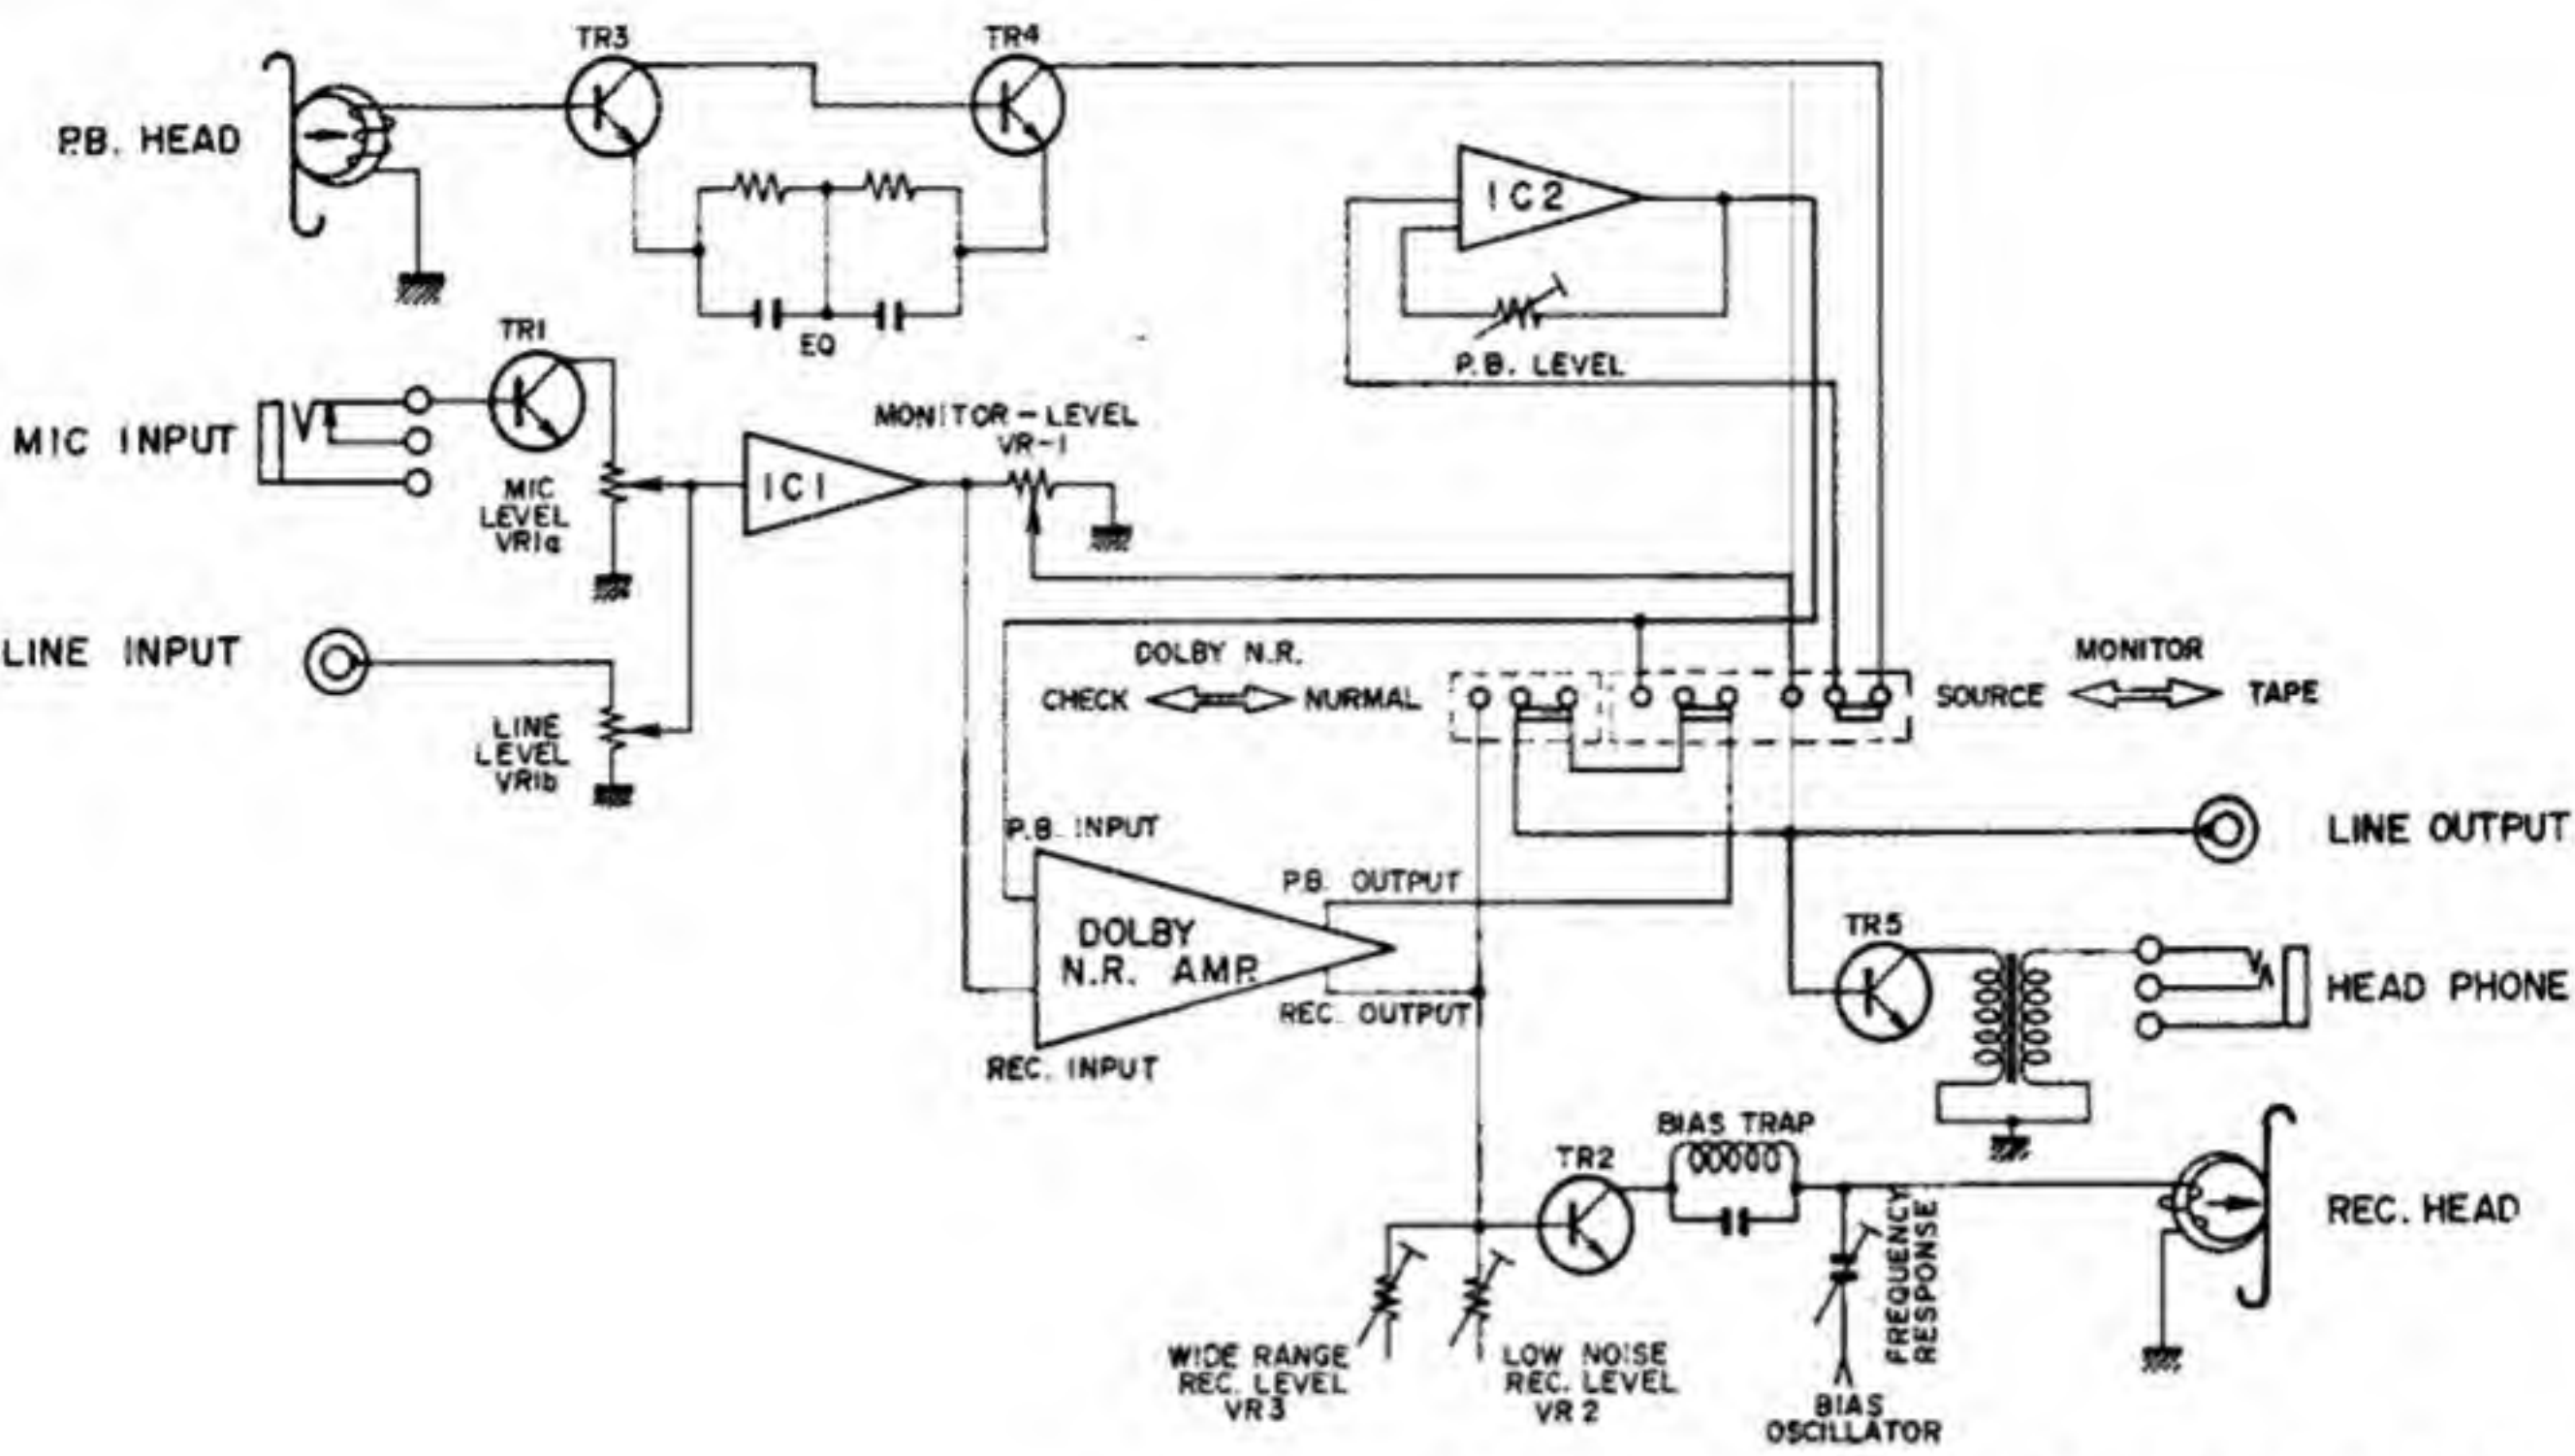 TR3
TR4
P.B. HEAD
IC2
EQ
P.B. LEVEL
TR1
MIC INPUT
MIC
LEVEL
VR1a
IC1
MONITOR-LEVEL
VR-1
LINE INPUT
LINE
LEVEL
VR1b
DOLBY N.R.
CHECK
NURMAL
MONITOR
SOURCE
TAPE
P.B. INPUT
P.B. OUTPUT
LINE OUTPUT
DOLBY
N.R. AMP.
TR5
HEAD PHONE
REC. OUTPUT
REC. INPUT
BIAS TRAP
TR2
FREQUENCY
RESPONSE
REC. HEAD
WIDE RANGE
REC. LEVEL
VR3
LOW NOISE
REC. LEVEL
VR2
BIAS
OSCILLATOR